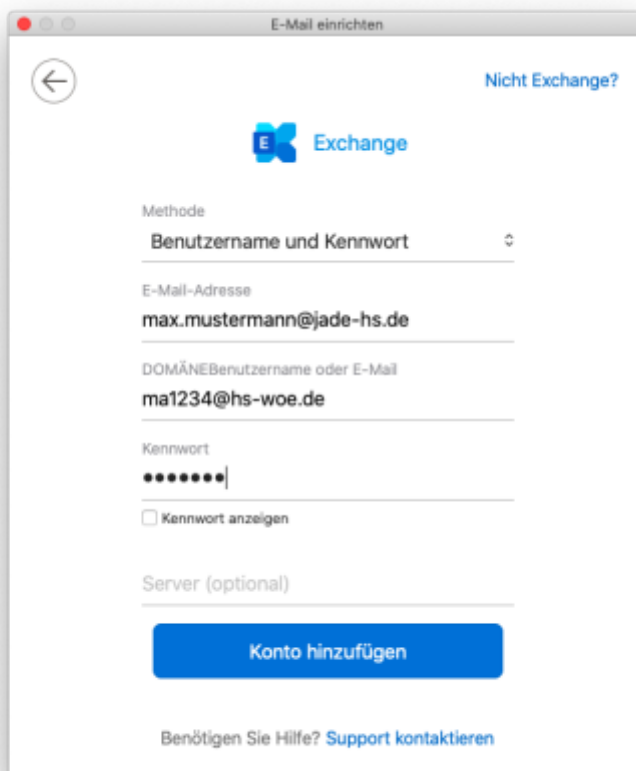 E-Mail einrichten
Nicht Exchange?
E Exchange
Methode
Benutzername und Kennwort
E-Mail-Adresse
max.mustermann@jade-hs.de
DOMÄNEBenutzername oder E-Mail
ma1234@hs-woe.de
Kennwort
•••••••
Kennwort anzeigen
Server (optional)
Konto hinzufügen
Benötigen Sie Hilfe? Support kontaktieren